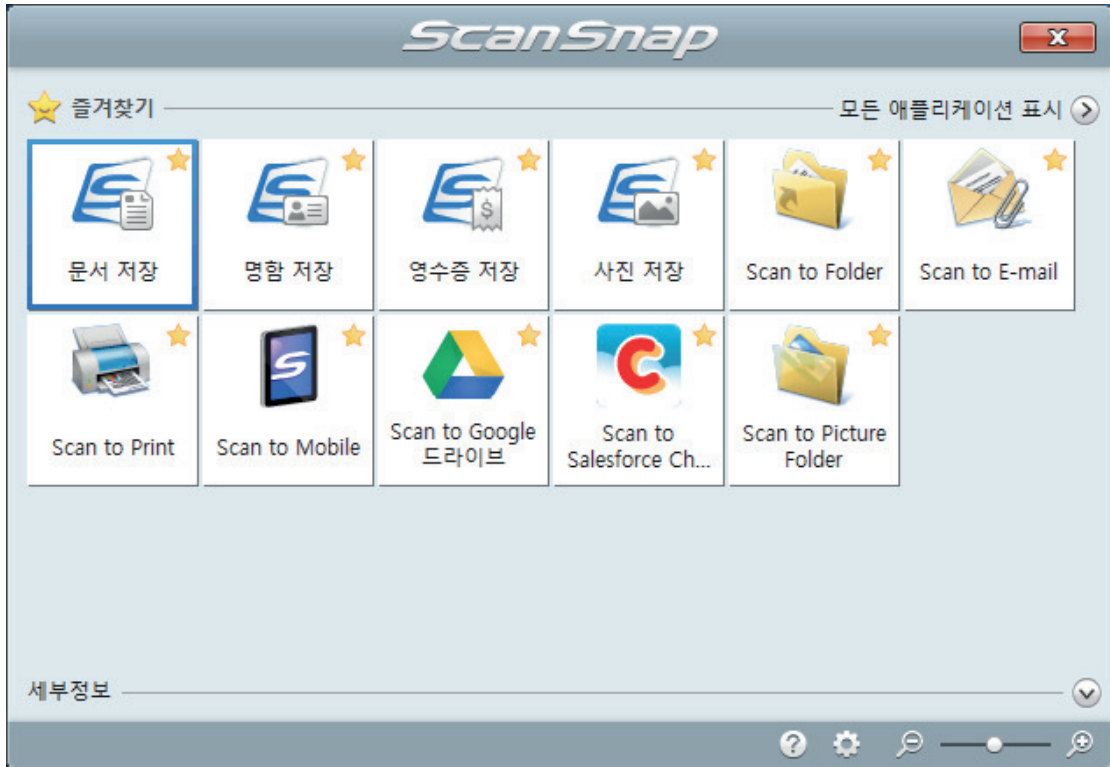 ScanSnap
즐겨찾기
모든 애플리케이션 표시
문서 저장
명함 저장
영수증 저장
사진 저장
Scan to Folder
Scan to E-mail
Scan to Print
Scan to Mobile
Scan to Google
드라이브
Scan to
Salesforce Ch...
Scan to Picture
Folder
세부정보